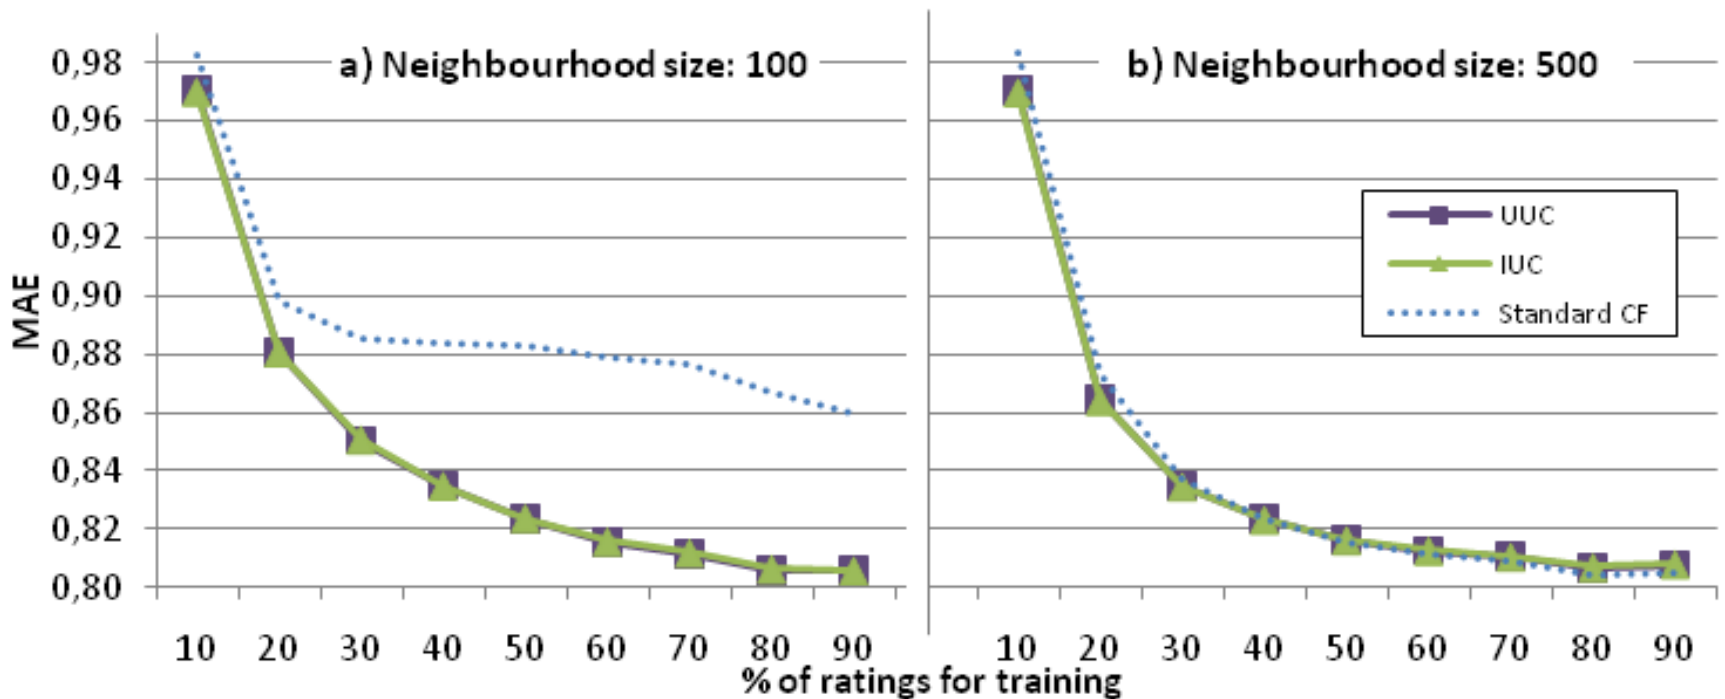 a) Neighbourhood size: 100
b) Neighbourhood size: 500
0,98
0,96
0,94
0,92
0,90
0,88
0,86
0,84
0,82
0,80
MAE
UUC
IUC
Standard CF
10 20 30 40 50 60 70 80 90
10 20 30 40 50 60 70 80 90
% of ratings for training